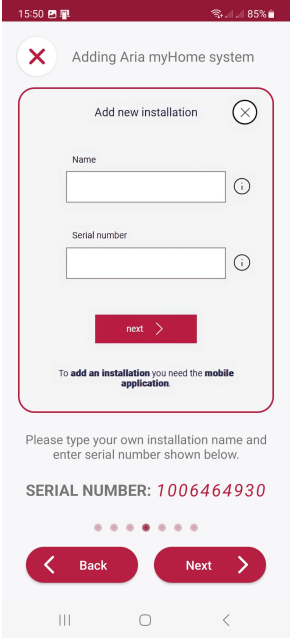 15:50 85%
Adding Aria myHome system
Add new installation
Name
Serial number
next
To add an installation you need the mobile
application.
Please type your own installation name and
enter serial number shown below.
SERIAL NUMBER: 1006464930
Back Next